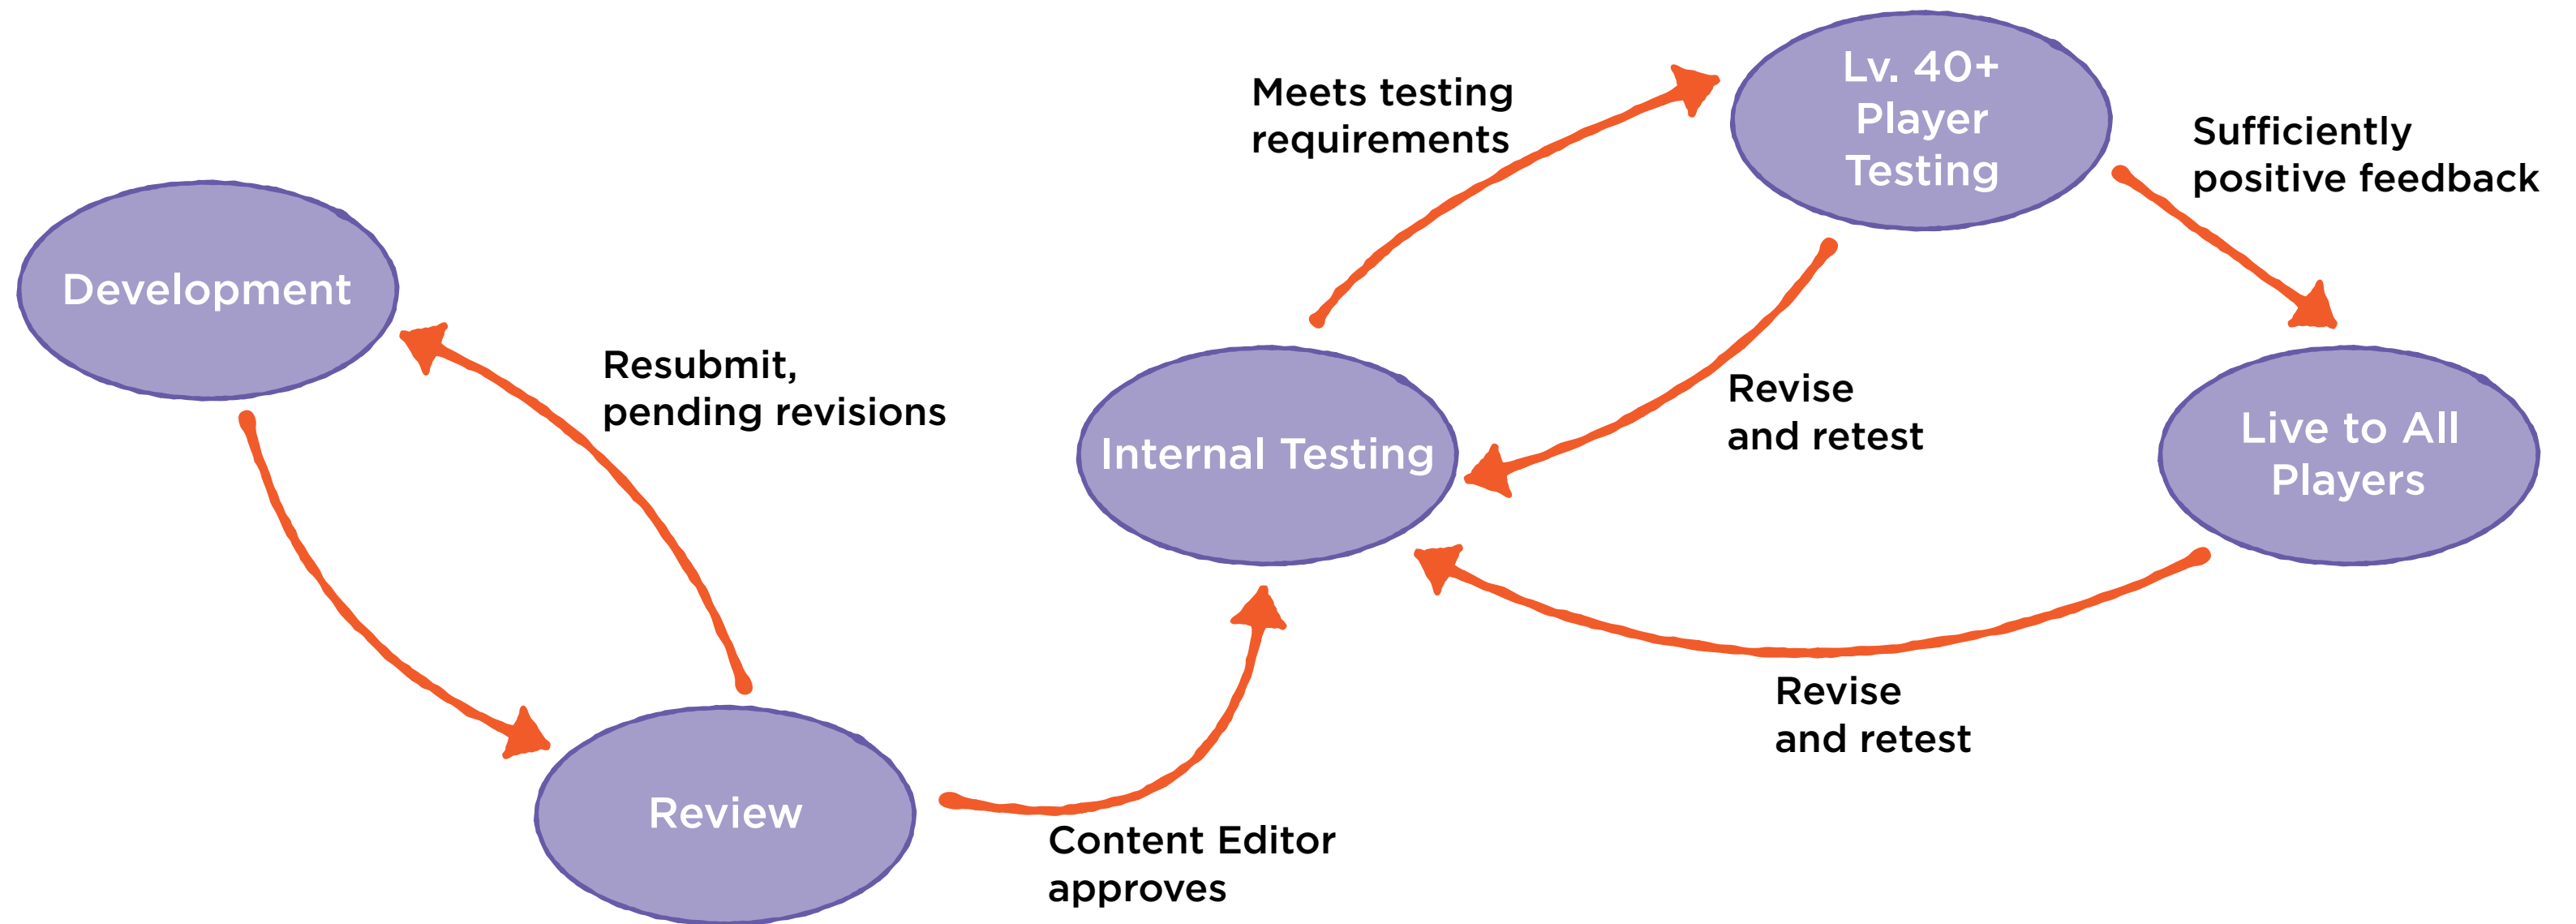 Development
Resubmit,
pending revisions
Review
Content Editor
approves
Internal Testing
Meets testing
requirements
Lv. 40+
Player
Testing
Revise
and retest
Sufficiently
positive feedback
Live to All
Players
Revise
and retest